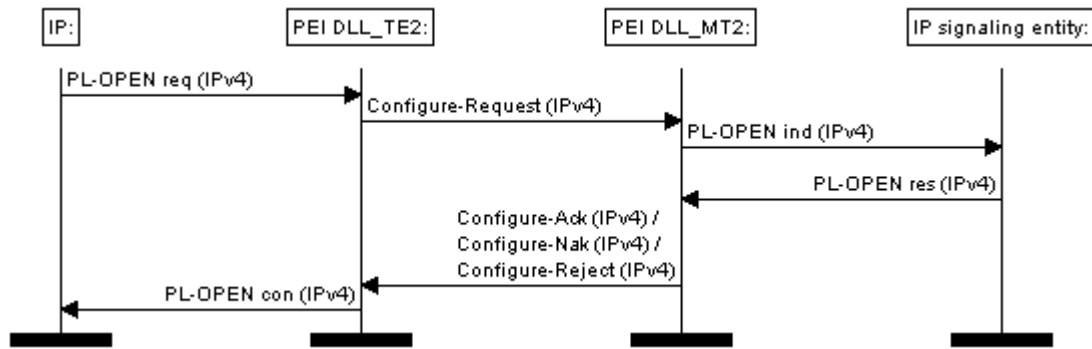 IP:
PEI DLL_TE2:
PEI DLL_MT2:
IP signaling entity:
PL-OPEN req (IPv4)
Configure-Request (IPv4)
PL-OPEN ind (IPv4)
PL-OPEN res (IPv4)
Configure-Ack (IPv4) /
Configure-Nak (IPv4) /
Configure-Reject (IPv4)
PL-OPEN con (IPv4)